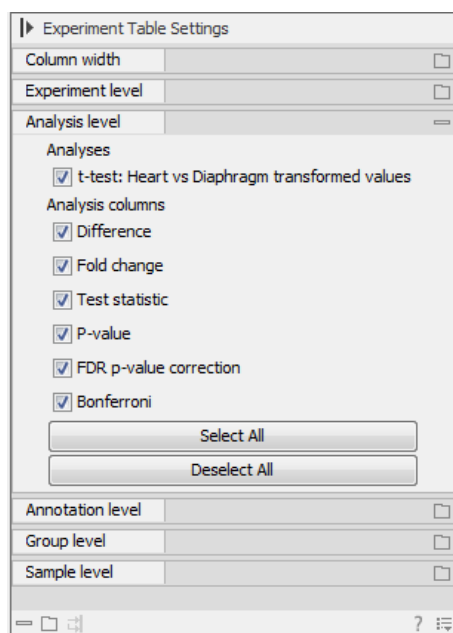 Experiment Table Settings
Column width
Experiment level
Analysis level
Analyses
t-test: Heart vs Diaphragm transformed values
Analysis columns
Difference
Fold change
Test statistic
P-value
FDR p-value correction
Bonferroni
Select All
Deselect All
Annotation level
Group level
Sample level
?